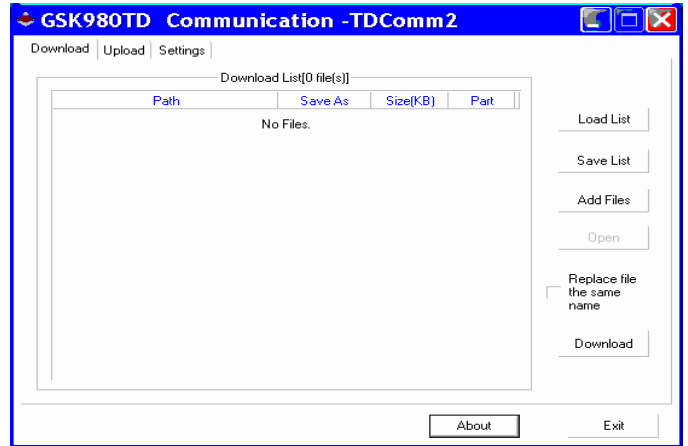 GSK980TD Communication -TDComm2
Download Upload Settings
Download List[0 file(s)]
Path Save As Size(KB) Part
No Files.
Load List
Save List
Add Files
Open
Replace file
the same
name
Download
About Exit